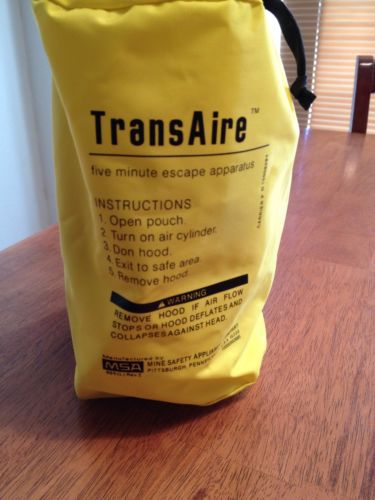 TransAire™
five minute escape apparatus
INSTRUCTIONS
1. Open pouch.
2. Turn on air cylinder.
3. Don hood.
4. Exit to safe area.
5. Remove hood.
⚠WARNING
REMOVE HOOD IF AIR FLOW
STOPS OR HOOD DEFLATES AND
COLLAPSES AGAINST HEAD.
Manufactured by
MSA
MINE SAFETY APPLIANCES
PITTSBURGH, PENNSYLVANIA
CARRIER P N